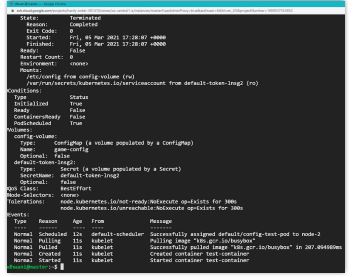 State: Terminated
Reason: Completed
Exit Code: 0
Started: Fri, 05 Mar 2021 17:28:07 +0000
Finished: Fri, 05 Mar 2021 17:28:07 +0000
Ready: False
Restart Count: 0
Environment: <none>
Mounts:
/etc/config from config-volume (rw)
/var/run/secrets/kubernetes.io/serviceaccount from default-token-lnsg2 (ro)
Conditions:
Type Status
Initialized True
Ready False
ContainersReady False
PodScheduled True
Volumes:
config-volume:
Type: ConfigMap (a volume populated by a ConfigMap)
Name: game-config
Optional: false
default-token-lnsg2:
Type: Secret (a volume populated by a Secret)
SecretName: default-token-lnsg2
Optional: false
QoS Class: BestEffort
Node-Selectors: <none>
Tolerations: node.kubernetes.io/not-ready:NoExecute op=Exists for 300s
node.kubernetes.io/unreachable:NoExecute op=Exists for 300s
Events:
Type Reason Age From Message
---- ------ ---- ---- -------
Normal Scheduled 12s default-scheduler Successfully assigned default/config-test-pod to node-2
Normal Pulling 11s kubelet Pulling image "k8s.gcr.io/busybox"
Normal Pulled 11s kubelet Successfully pulled image "k8s.gcr.io/busybox" in 207.094989ms
Normal Created 11s kubelet Created container test-container
Normal Started 11s kubelet Started container test-container